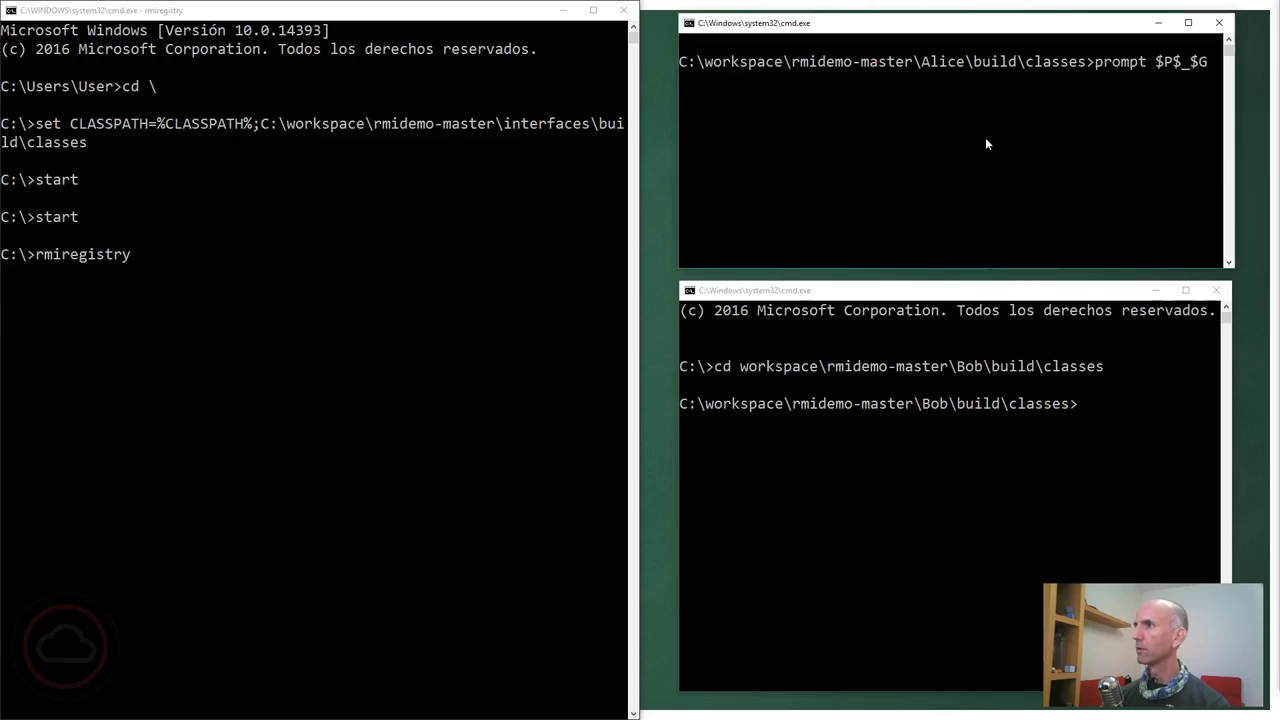 C:\WINDOWS\system32\cmd.exe - rmiregistry
Microsoft Windows [Versión 10.0.14393]
(c) 2016 Microsoft Corporation. Todos los derechos reservados.
C:\Users\User>cd \
C:\>set CLASSPATH=%CLASSPATH%;C:\workspace\rmidemo-master\interfaces\bui
ld\classes
C:\>start
C:\>start
C:\>rmiregistry
C:\Windows\system32\cmd.exe
C:\workspace\rmidemo-master\Alice\build\classes>prompt $P$_$G
C:\Windows\system32\cmd.exe
(c) 2016 Microsoft Corporation. Todos los derechos reservados.
C:\>cd workspace\rmidemo-master\Bob\build\classes
C:\workspace\rmidemo-master\Bob\build\classes>